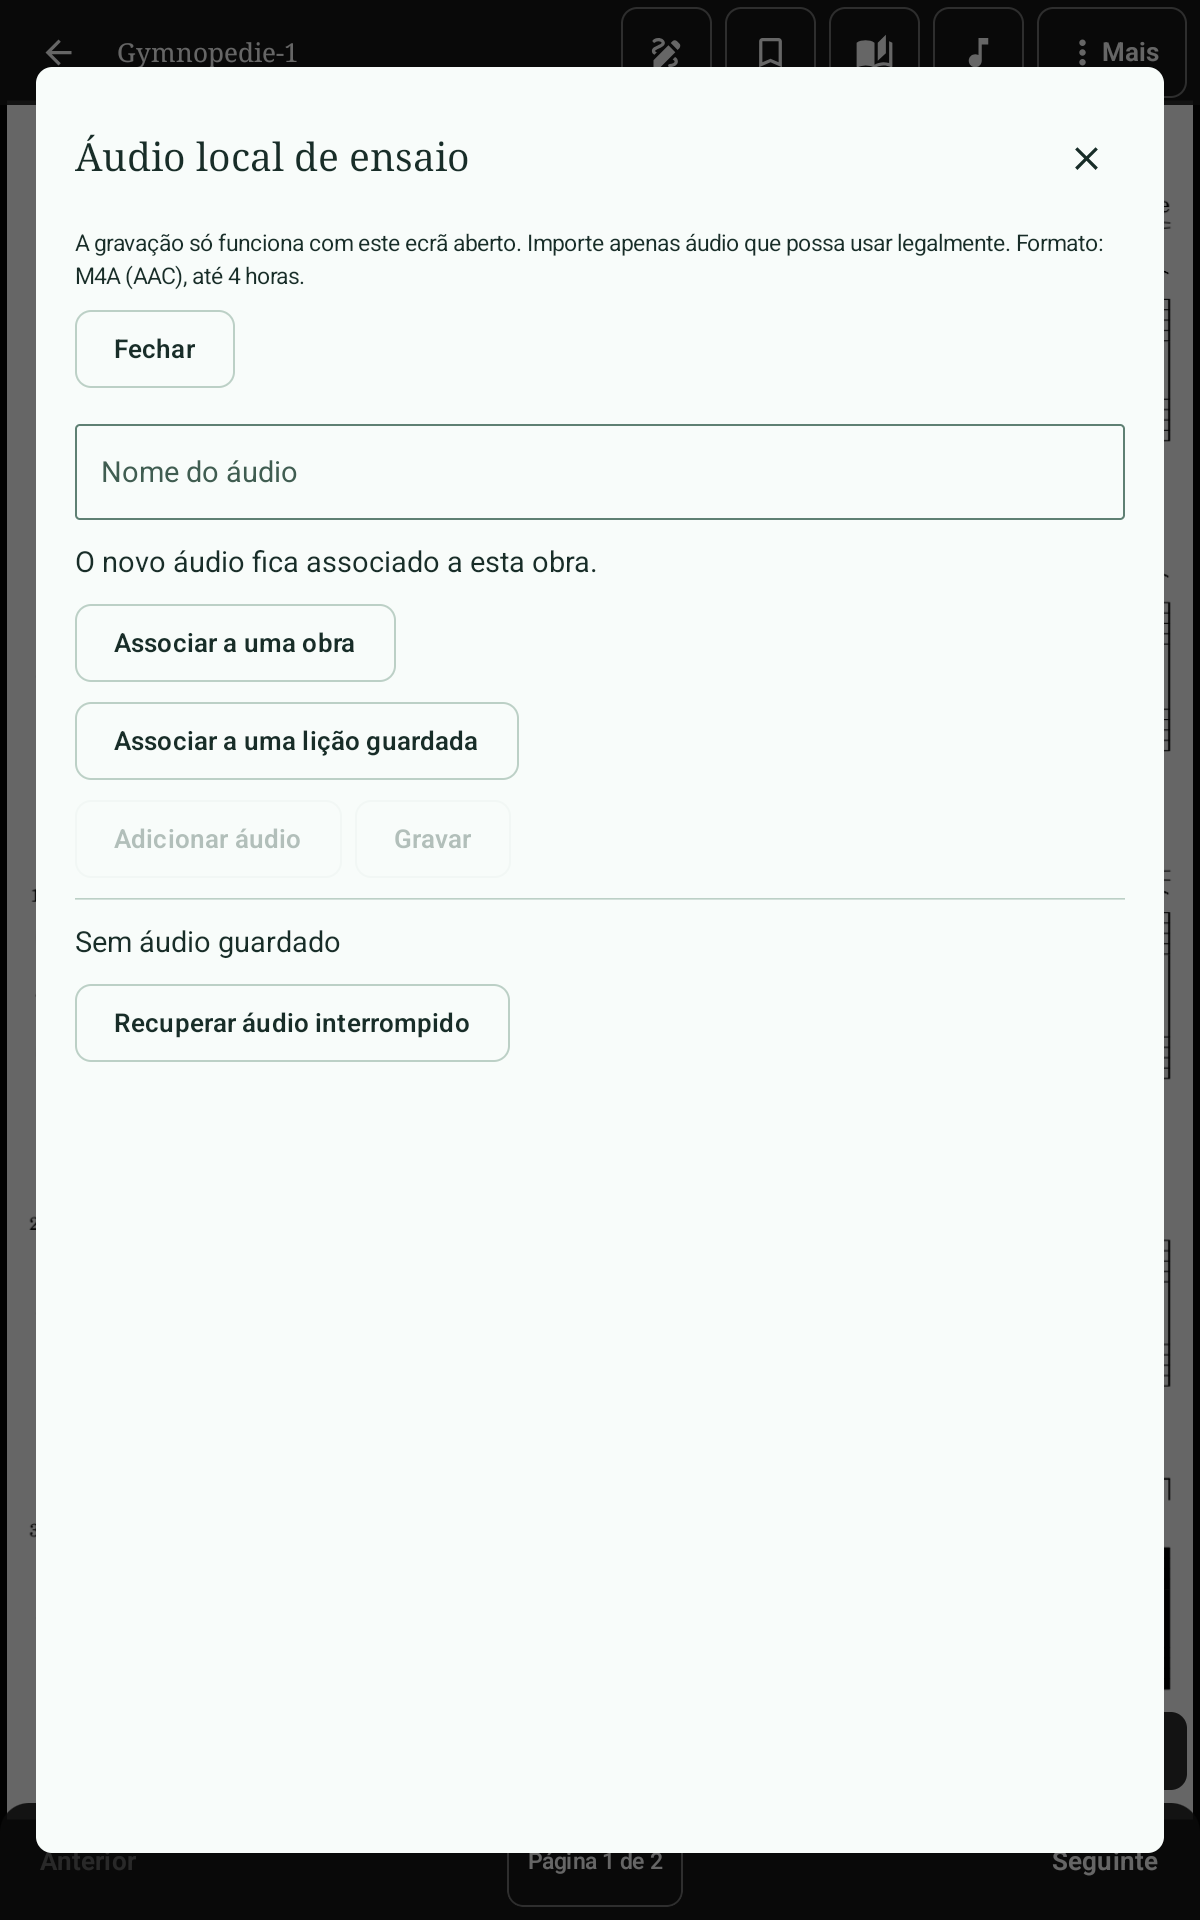 Gymnopedie-1
Mais
Áudio local de ensaio
A gravação só funciona com este ecrã aberto. Importe apenas áudio que possa usar legalmente. Formato:
M4A (AAC), até 4 horas.
Fechar
Nome do áudio
O novo áudio fica associado a esta obra.
Associar a uma obra
Associar a uma lição guardada
Adicionar áudio
Gravar
Sem áudio guardado
Recuperar áudio interrompido
Anterior
Página 1 de 2
Seguinte